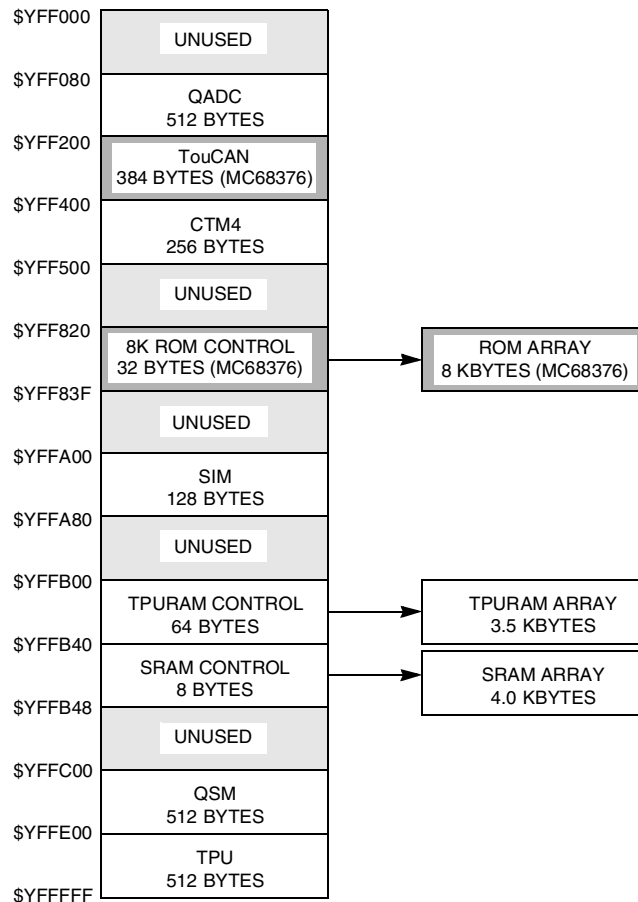 $YFF000
UNUSED
$YFF080
QADC
512 BYTES
$YFF200
TouCAN
384 BYTES (MC68376)
$YFF400
CTM4
256 BYTES
$YFF500
UNUSED
$YFF820
8K ROM CONTROL
32 BYTES (MC68376)
ROM ARRAY
8 KBYTES (MC68376)
$YFF83F
UNUSED
$YFFA00
SIM
128 BYTES
$YFFA80
UNUSED
$YFFB00
TPURAM CONTROL
64 BYTES
TPURAM ARRAY
3.5 KBYTES
$YFFB40
SRAM CONTROL
8 BYTES
SRAM ARRAY
4.0 KBYTES
$YFFB48
UNUSED
$YFFC00
QSM
512 BYTES
$YFFE00
TPU
512 BYTES
$YFFFFF